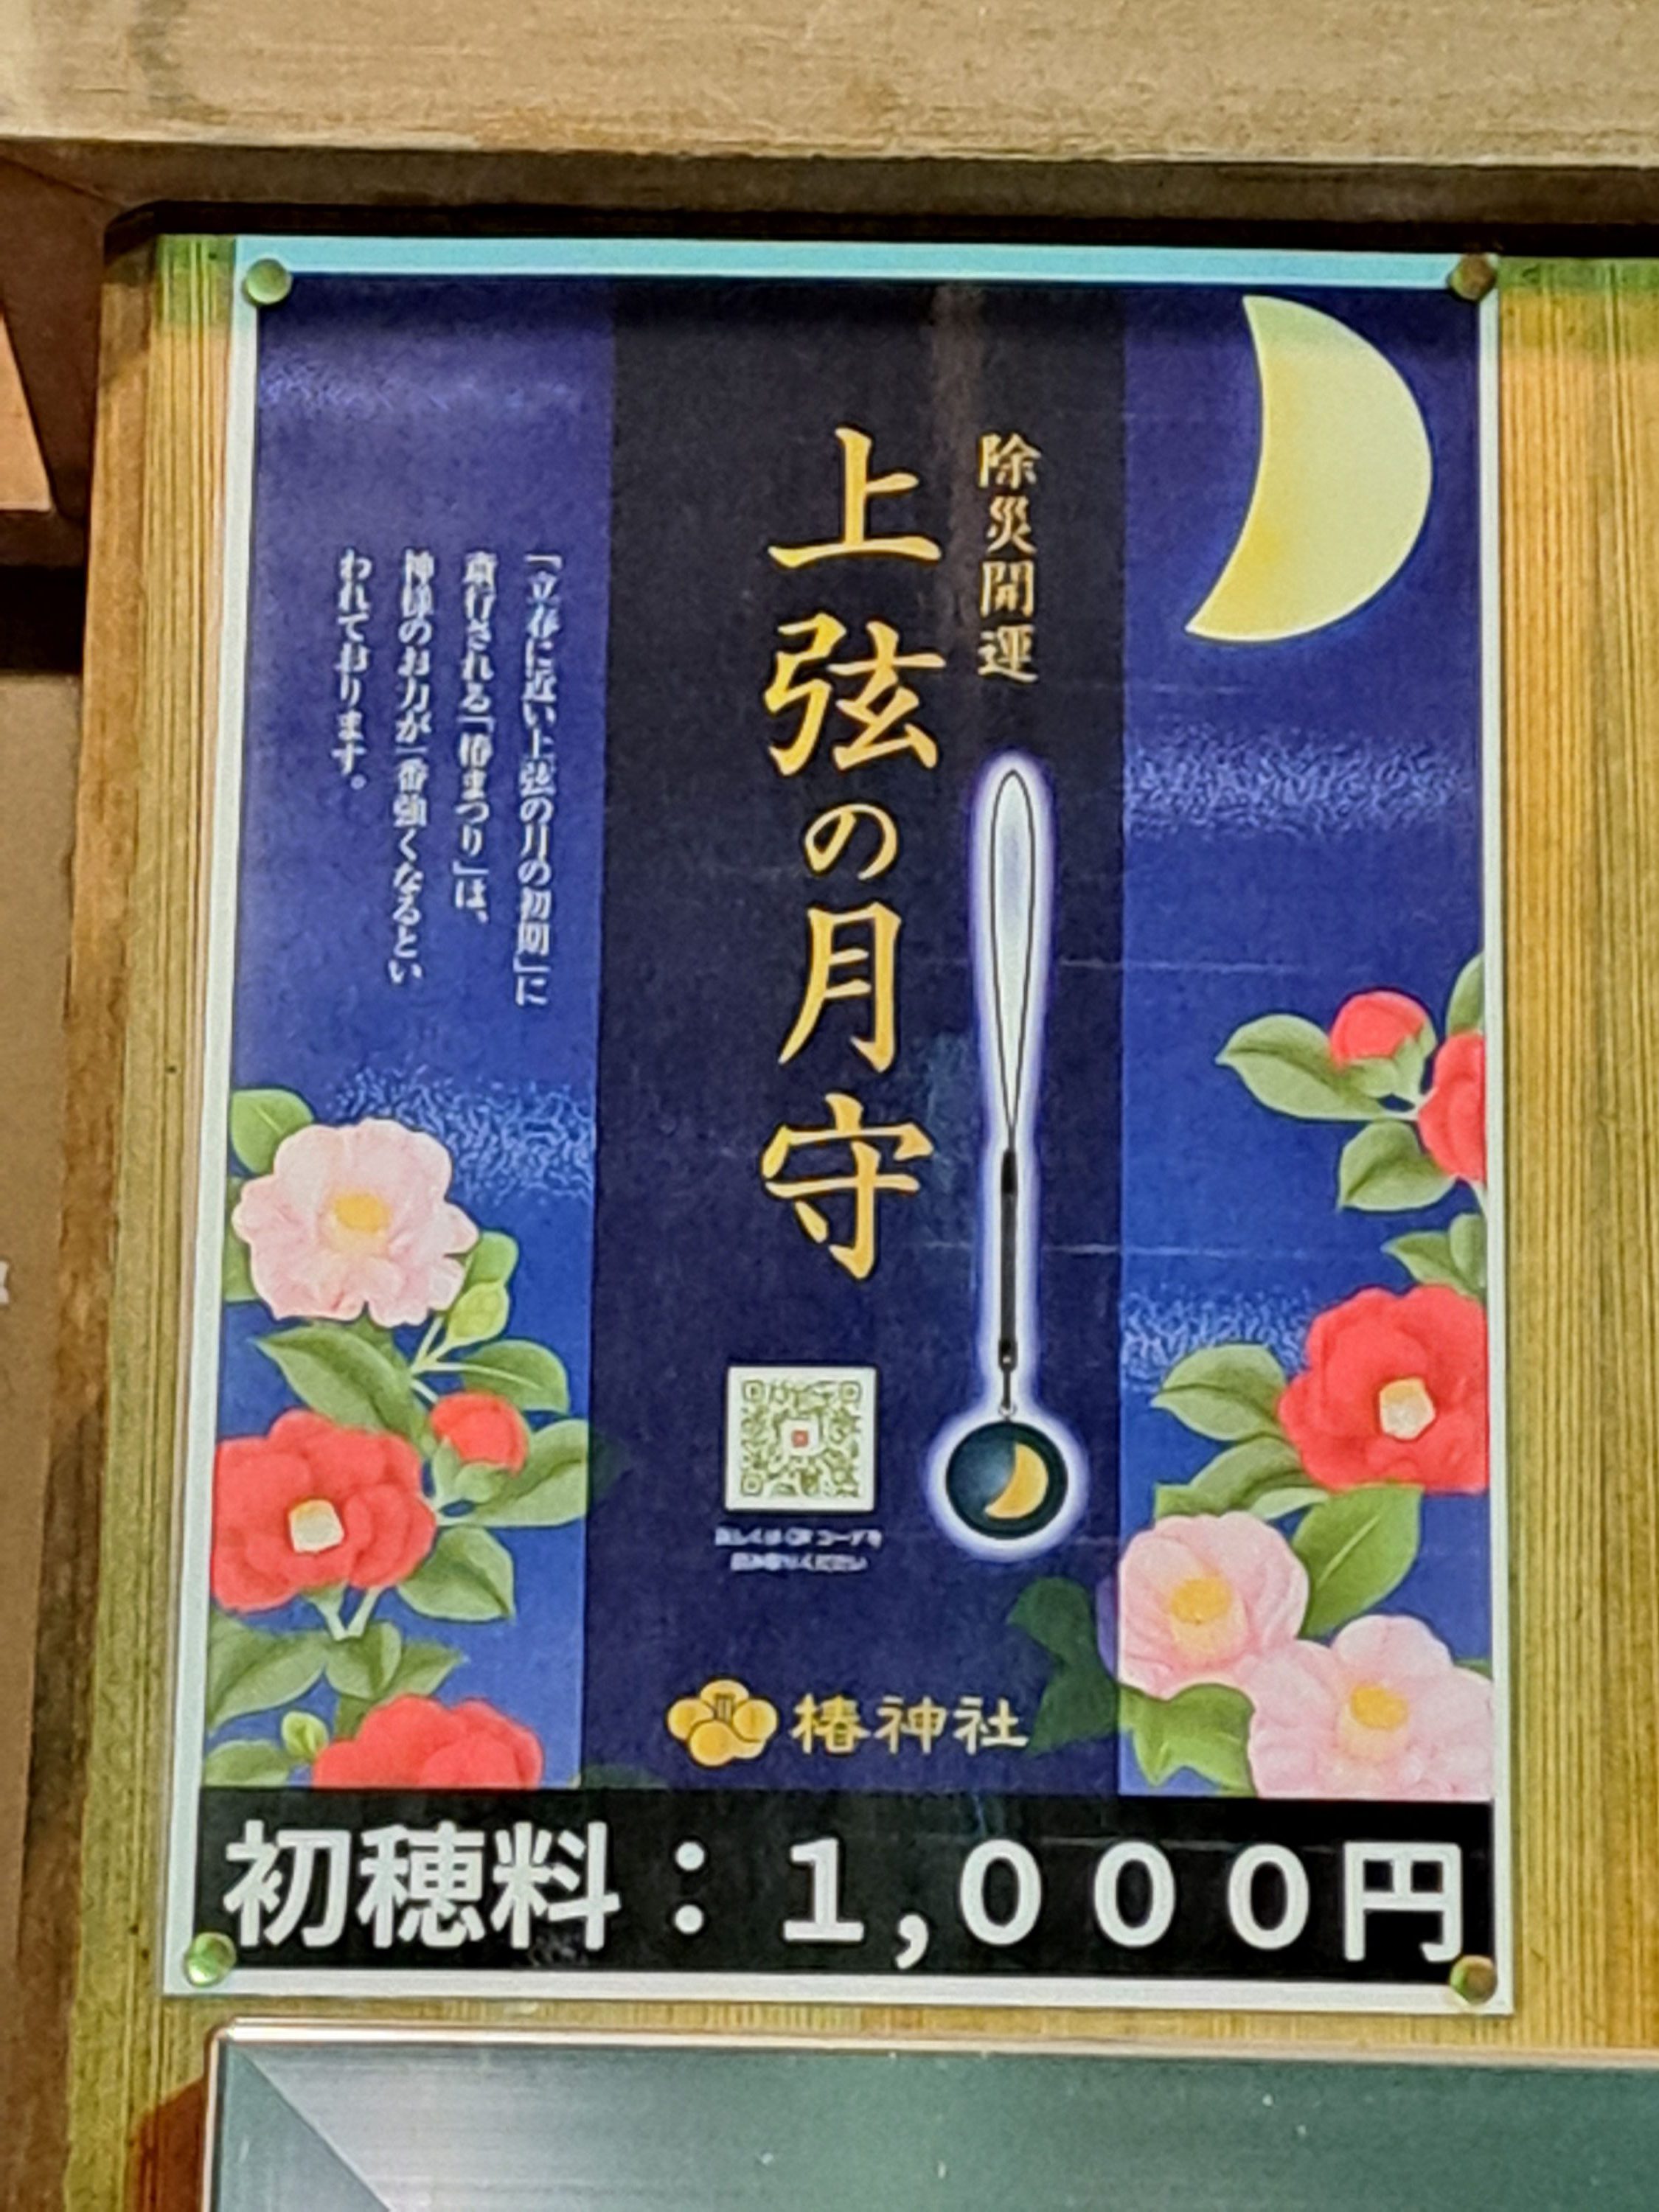 除災開運
上弦の月守
「立春に近い上弦の月の初期」に
斎行される「椿まつり」は、
神様のお力が一番強くなるとい
われております。
椿神社
初穂料：1,000円